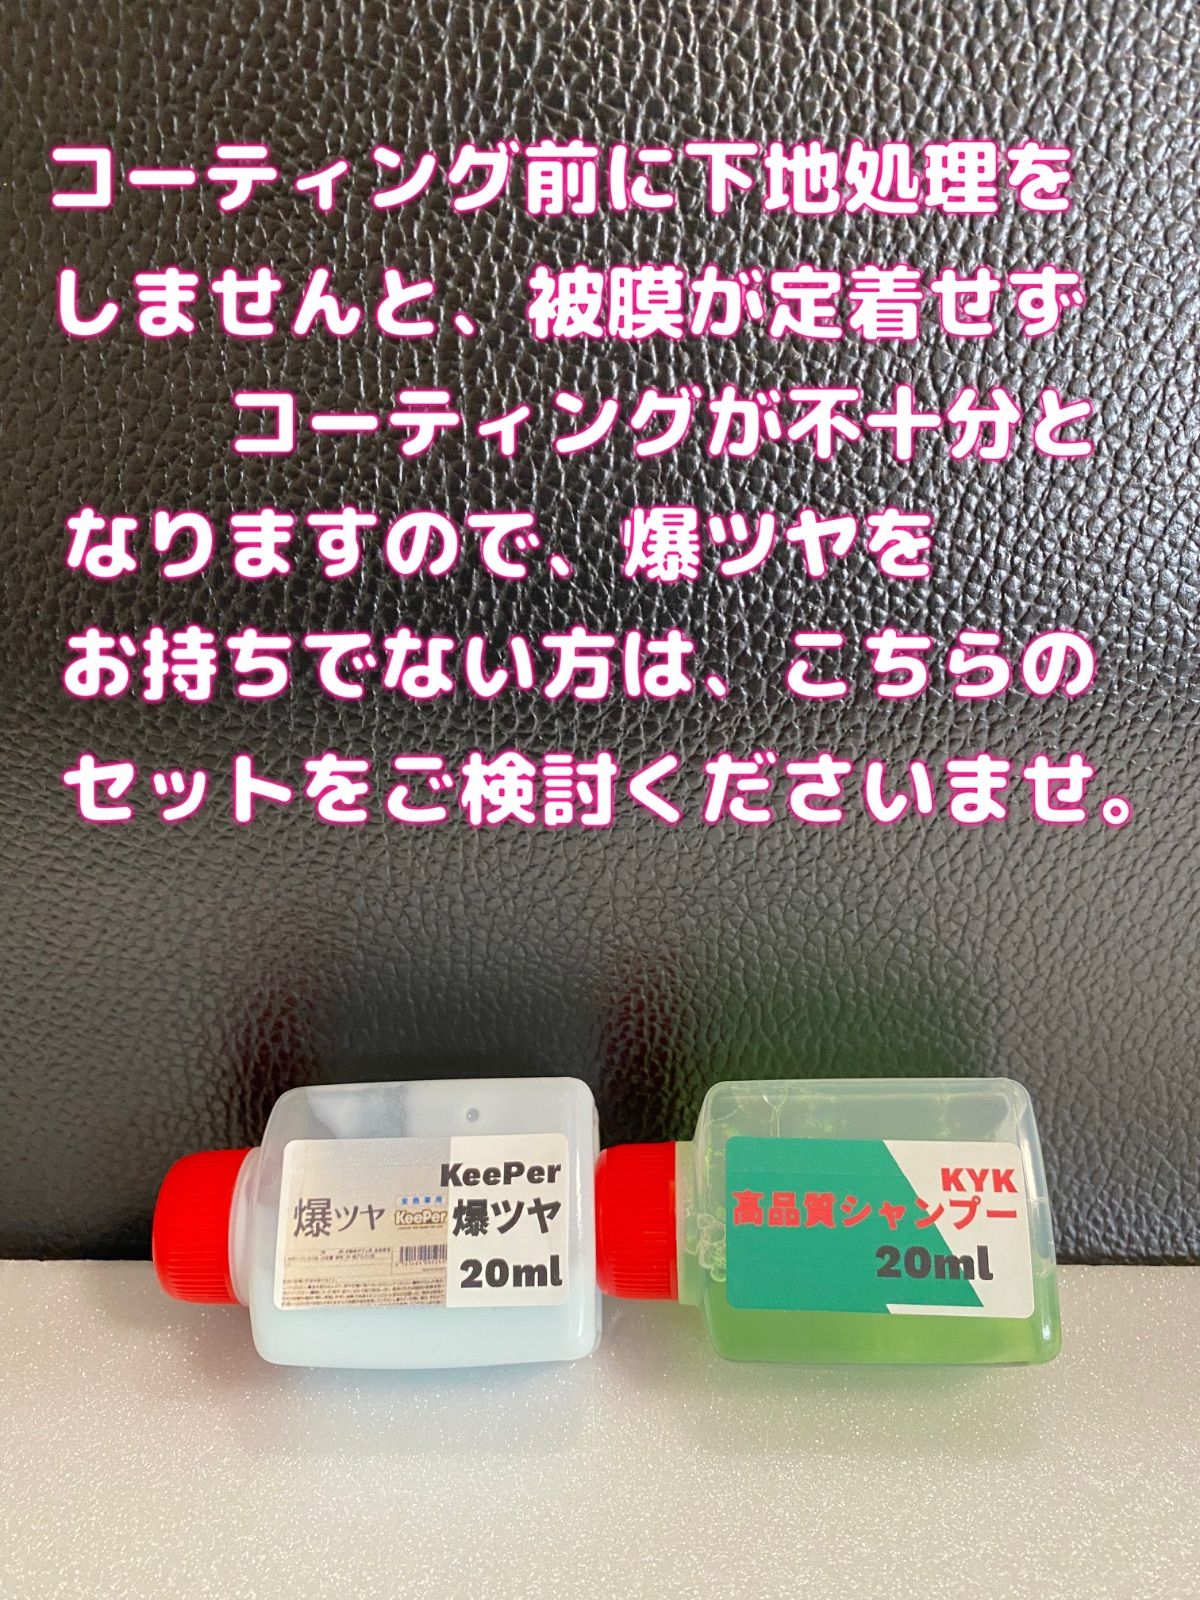 コーティング前に下地処理を
しませんと、被膜が定着せず
コーティングが不十分と
なりますので、爆ツヤを
お持ちでない方は、こちらの
セットをご検討くださいませ。
KeePer
爆ツヤ
20ml
爆ツヤ
全色車用
KeePer
KYK
高品質シャンプー
20ml